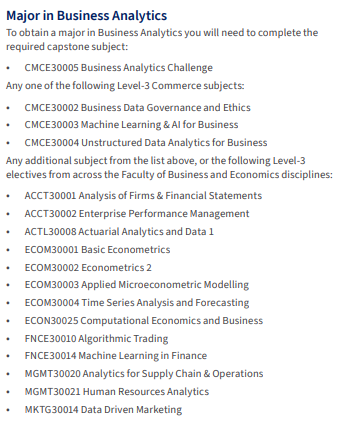 Major in Business Analytics
To obtain a major in Business Analytics you will need to complete the
required capstone subject:
• CMCE30005 Business Analytics Challenge
Any one of the following Level-3 Commerce subjects:
• CMCE30002 Business Data Governance and Ethics
• CMCE30003 Machine Learning & AI for Business
• CMCE30004 Unstructured Data Analytics for Business
Any additional subject from the list above, or the following Level-3
electives from across the Faculty of Business and Economics disciplines:
• ACCT30001 Analysis of Firms & Financial Statements
• ACCT30002 Enterprise Performance Management
• ACTL30008 Actuarial Analytics and Data 1
• ECOM30001 Basic Econometrics
• ECOM30002 Econometrics 2
• ECOM30003 Applied Microeconometric Modelling
• ECOM30004 Time Series Analysis and Forecasting
• ECON30025 Computational Economics and Business
• FNCE30010 Algorithmic Trading
• FNCE30014 Machine Learning in Finance
• MGMT30020 Analytics for Supply Chain & Operations
• MGMT30021 Human Resources Analytics
• MKTG30014 Data Driven Marketing